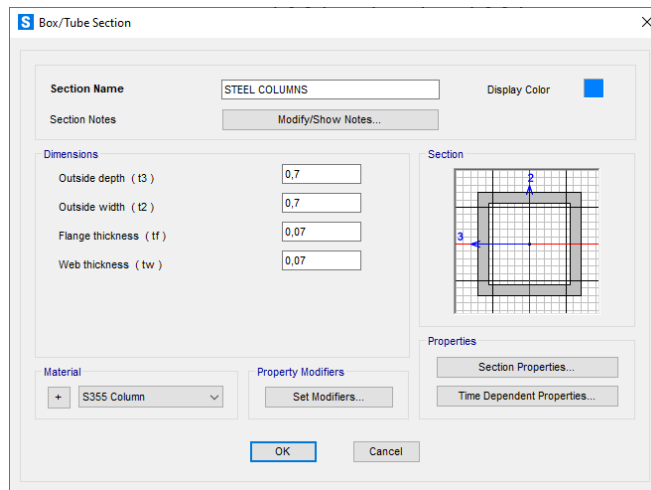 S Box/Tube Section
Section Name STEEL COLUMNS Display Color
Section Notes Modify/Show Notes...
Dimensions
Outside depth ( t3 ) 0,7
Outside width ( t2 ) 0,7
Flange thickness ( tf ) 0,07
Web thickness ( tw ) 0,07
Section
2
3
Material
+ S355 Column
Property Modifiers
Set Modifiers...
Properties
Section Properties...
Time Dependent Properties...
OK Cancel